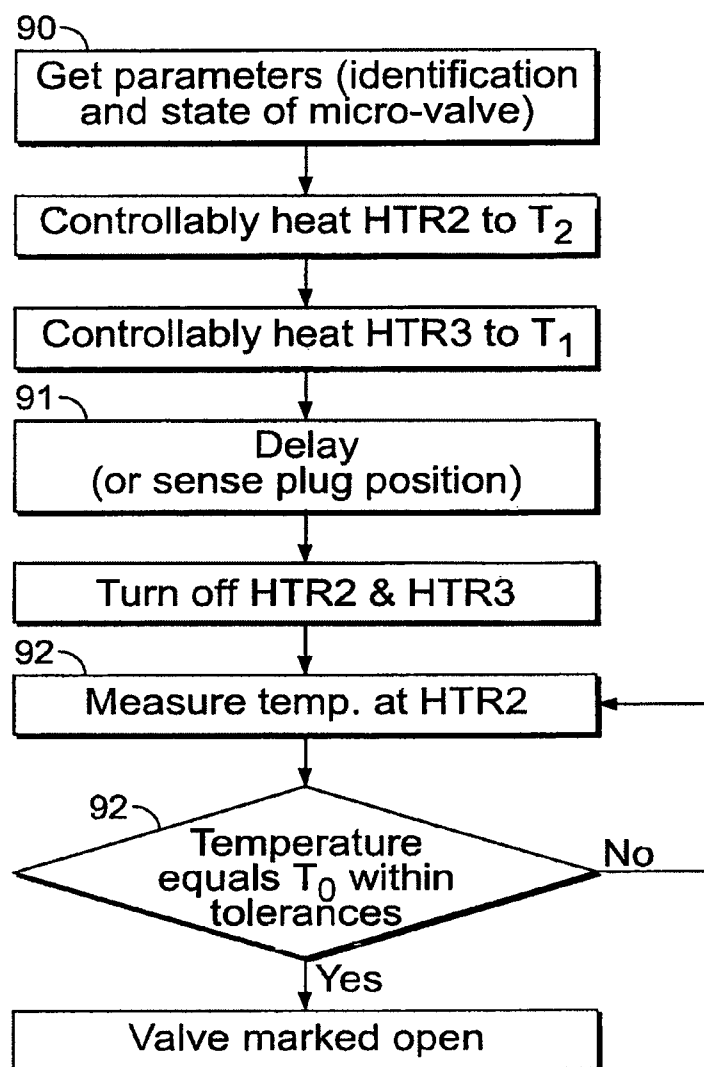 90
Get parameters (identification
and state of micro-valve)
Controllably heat HTR2 to T2
Controllably heat HTR3 to T1
91
Delay
(or sense plug position)
Turn off HTR2 & HTR3
92
Measure temp. at HTR2
92
Temperature
equals T0 within
tolerances
No
Yes
Valve marked open